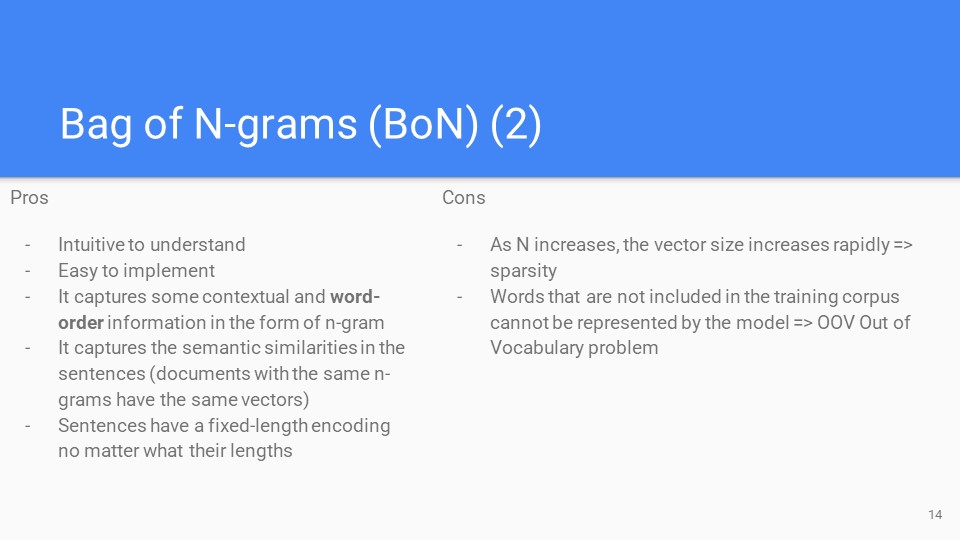 Bag of N-grams (BoN) (2)
Pros
- Intuitive to understand
- Easy to implement
- It captures some contextual and word-
order information in the form of n-gram
- It captures the semantic similarities in the
sentences (documents with the same n-
grams have the same vectors)
- Sentences have a fixed-length encoding
no matter what their lengths
Cons
- As N increases, the vector size increases rapidly =>
sparsity
- Words that are not included in the training corpus
cannot be represented by the model => OOV Out of
Vocabulary problem
14